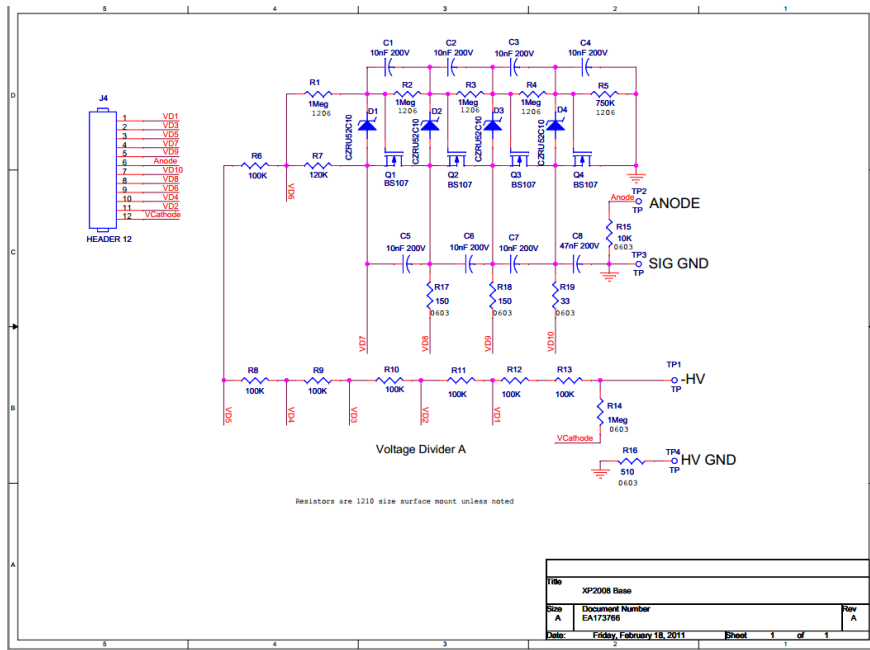 5 4 3 2 1
D
C
B
A
J4
1 VD1
2 VD3
3 VD5
4 VD7
5 VD9
6 Anode
7 VD10
8 VD8
9 VD6
10 VD4
11 VD2
12 VCathode
HEADER 12
C1 C2 C3 C4
10nF 200V 10nF 200V 10nF 200V 10nF 200V
R1 R2 R3 R4 R5
1Meg 1Meg 1Meg 1Meg 750K
1206 1206 1206 1206 1206
D1 D2 D3 D4
CZRU52C10 CZRU52C10 CZRU52C10 CZRU52C10
R6 R7 Q1 Q2 Q3 Q4
100K 120K BS107 BS107 BS107 BS107
VD6
Anode TP2
TP
ANODE
R15
10K
0603
TP3
TP
SIG GND
C5 C6 C7 C8
10nF 200V 10nF 200V 10nF 200V 47nF 200V
R17 R18 R19
150 150 33
0603 0603 0603
VD7 VD8 VD9 VD10
R8 R9 R10 R11 R12 R13
100K 100K 100K 100K 100K 100K
TP1
TP
-HV
VD5 VD4 VD3 VD2 VD1
R14
1Meg
0603
VCathode
Voltage Divider A
R16
510
0603
TP4
TP
HV GND
Resistors are 1210 size surface mount unless noted
Title
XP2008 Base
Size Document Number Rev
A EA173766 A
Date: Friday, February 18, 2011 Sheet 1 of 1
5 4 3 2 1